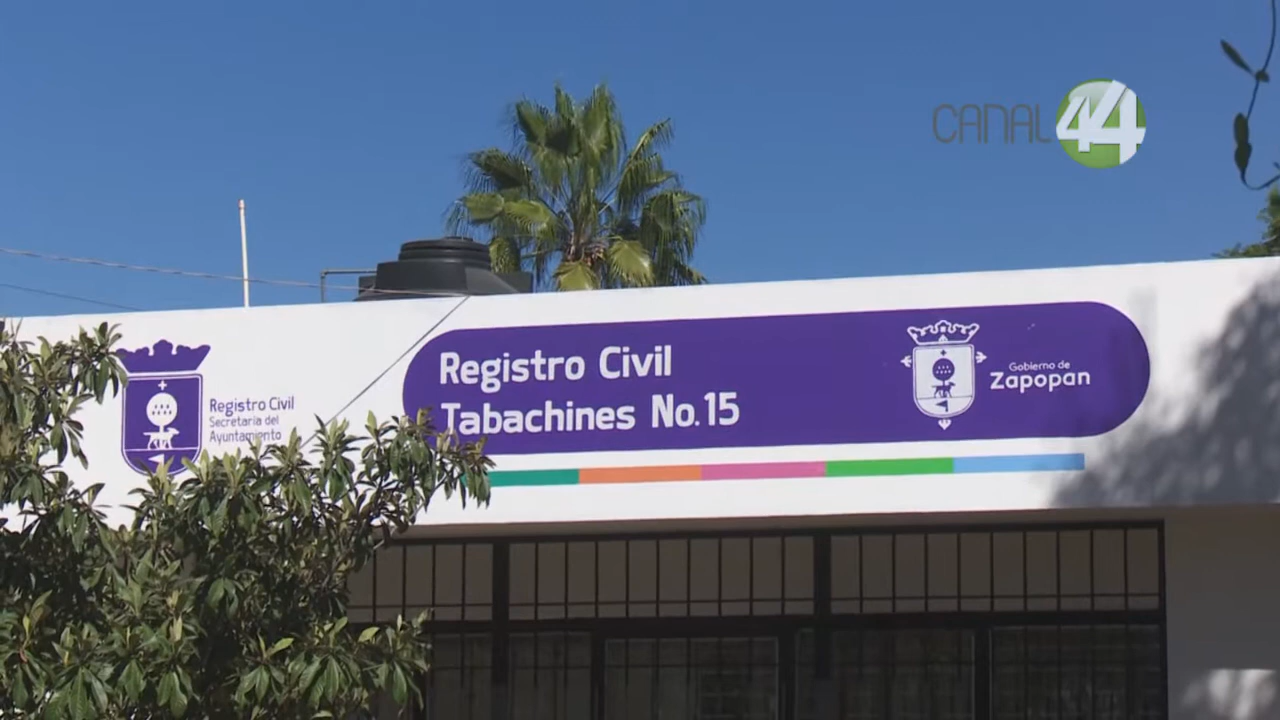 CANAL 44
Registro Civil
Tabachines No.15
Gobierno de
Zapopan
Registro Civil
Secretaría del
Ayuntamiento